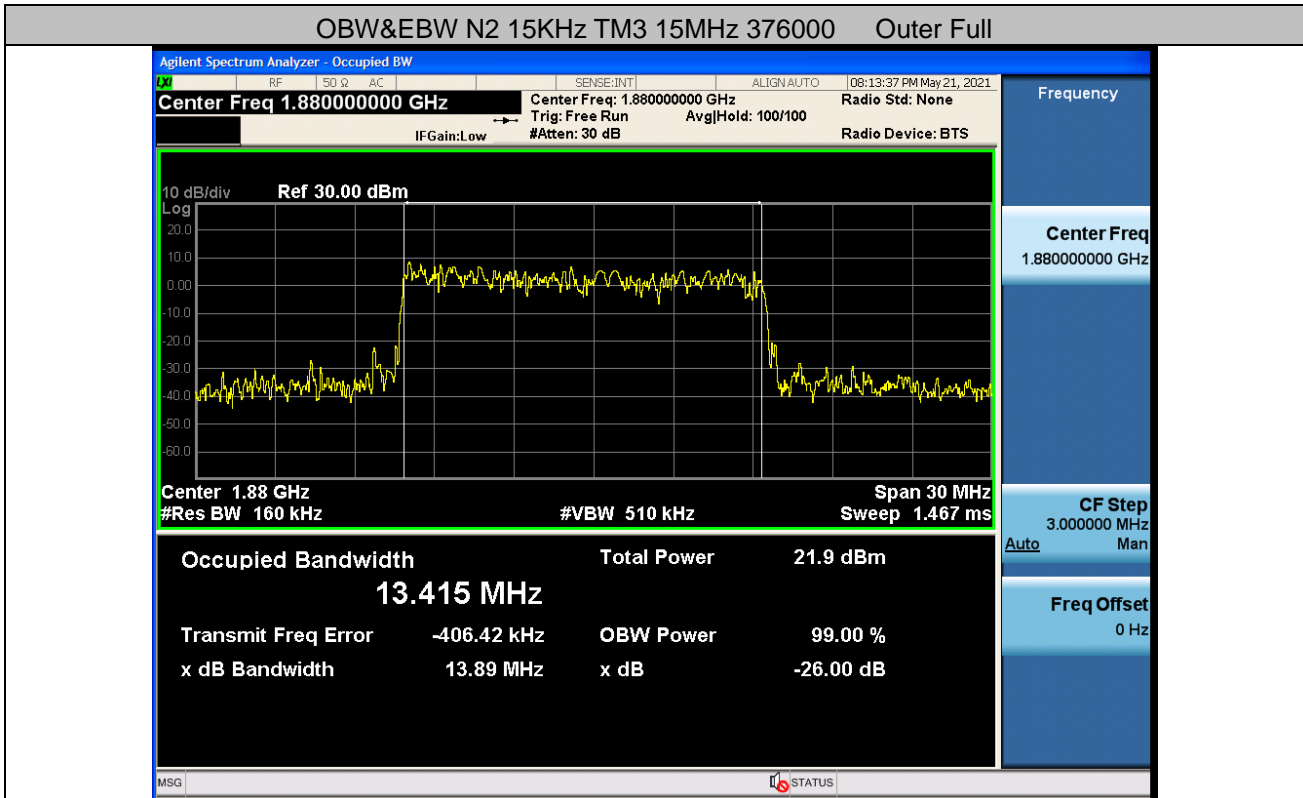 OBW&EBW N2 15KHz TM3 15MHz 376000 Outer Full
Agilent Spectrum Analyzer - Occupied BW
LXI RF 50 Ω AC SENSE:INT ALIGN AUTO 08:13:37 PM May 21, 2021
Center Freq 1.880000000 GHz
IFGain:Low
Center Freq: 1.880000000 GHz
Trig: Free Run Avg|Hold: 100/100
#Atten: 30 dB
Radio Std: None
Radio Device: BTS
10 dB/div Ref 30.00 dBm
Log
20.0
10.0
0.00
-10.0
-20.0
-30.0
-40.0
-50.0
-60.0
Center 1.88 GHz Span 30 MHz
#Res BW 160 kHz #VBW 510 kHz Sweep 1.467 ms
Occupied Bandwidth Total Power 21.9 dBm
13.415 MHz
Transmit Freq Error -406.42 kHz OBW Power 99.00 %
x dB Bandwidth 13.89 MHz x dB -26.00 dB
Frequency
Center Freq
1.880000000 GHz
CF Step
3.000000 MHz
Auto Man
Freq Offset
0 Hz
MSG STATUS